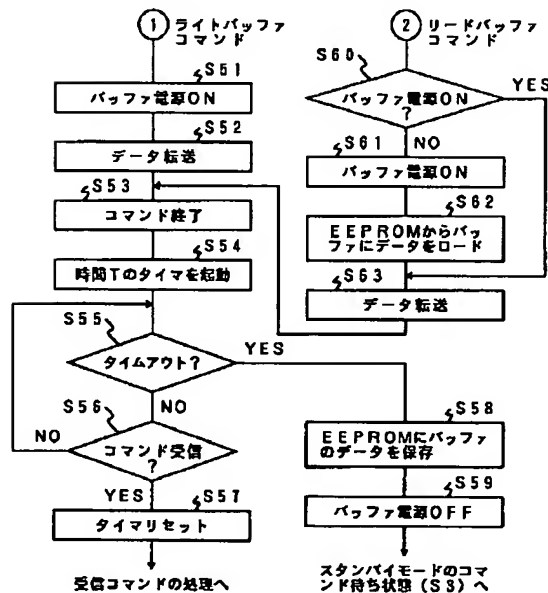 1
ライトバッファ
コマンド
S51
バッファ電源ON
S52
データ転送
S53
コマンド終了
S54
時間Tのタイマを起動
S55
タイムアウト?
YES
NO
S56
コマンド受信
?
NO
YES
S57
タイマリセット
受信コマンドの処理へ
2
リードバッファ
コマンド
S60
バッファ電源ON
?
YES
NO
S61
バッファ電源ON
S62
EEPROMからバッ
ファにデータをロード
S63
データ転送
S58
EEPROMにバッファ
のデータを保存
S59
バッファ電源OFF
スタンバイモードのコマ
ンド待ち状態(S3)へ